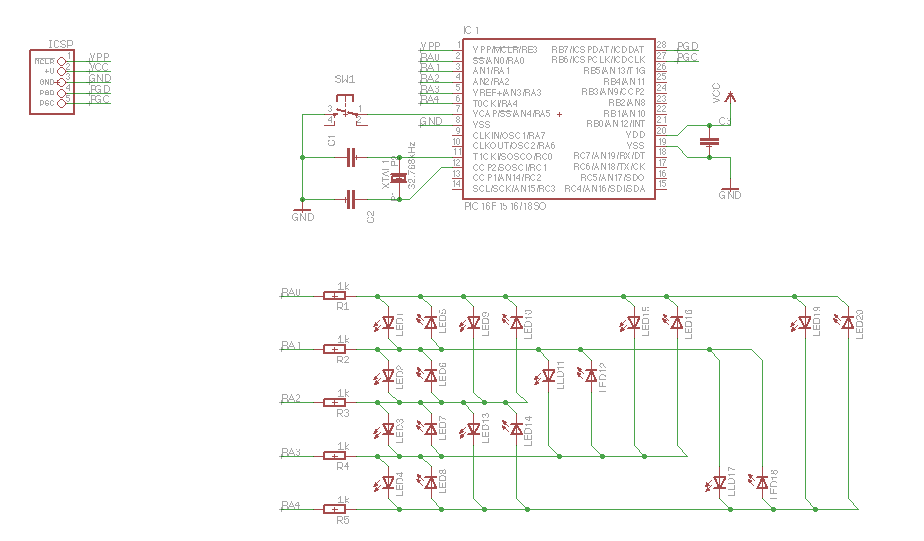 ICSP
MCLR 1 VPP
+U 2 VCC
GND 3 GND
PGD 4 PGD
PGC 5 PGC
SW1
3 1
4 2
C1
C2
XTAL1
32.768kHz
GND
IC1
VPP 1 VPP/MCLR/RE3
RA0 2 SS/AN0/RA0
RA1 3 AN1/RA1
RA2 4 AN2/RA2
RA3 5 VREF+/AN3/RA3
RA4 6 T0CKI/RA4
7 VCAP/SS/AN4/RA5
GND 8 VSS
9 CLKIN/OSC1/RA7
10 CLKOUT/OSC2/RA6
11 T1CKI/SOSCO/RC0
12 CCP2/SOSCI/RC1
13 CCP1/AN14/RC2
14 SCL/SCK/AN15/RC3
RB7/ICSPDAT/ICDDAT 28 PGD
RB6/ICSPCLK/ICDCLK 27 PGC
RB5/AN13/T1G 26
RB4/AN11 25
RB3/AN9/CCP2 24
RB2/AN8 23
RB1/AN10 22
RB0/AN12/INT 21
VDD 20
VSS 19
RC7/AN19/RX/DT 18
RC6/AN18/TX/CK 17
RC5/AN17/SDO 16
RC4/AN16/SDI/SDA 15
PIC16F1516/18SO
VCC
C3
GND
RA0 1k R1
LED1 LED5 LED9 LED10 LED15 LED16 LED19 LED20
RA1 1k R2
LED2 LED6 LED11 LED12
RA2 1k R3
LED3 LED7 LED13 LED14
RA3 1k R4
LED4 LED8 LED17 LED18
RA4 1k R5